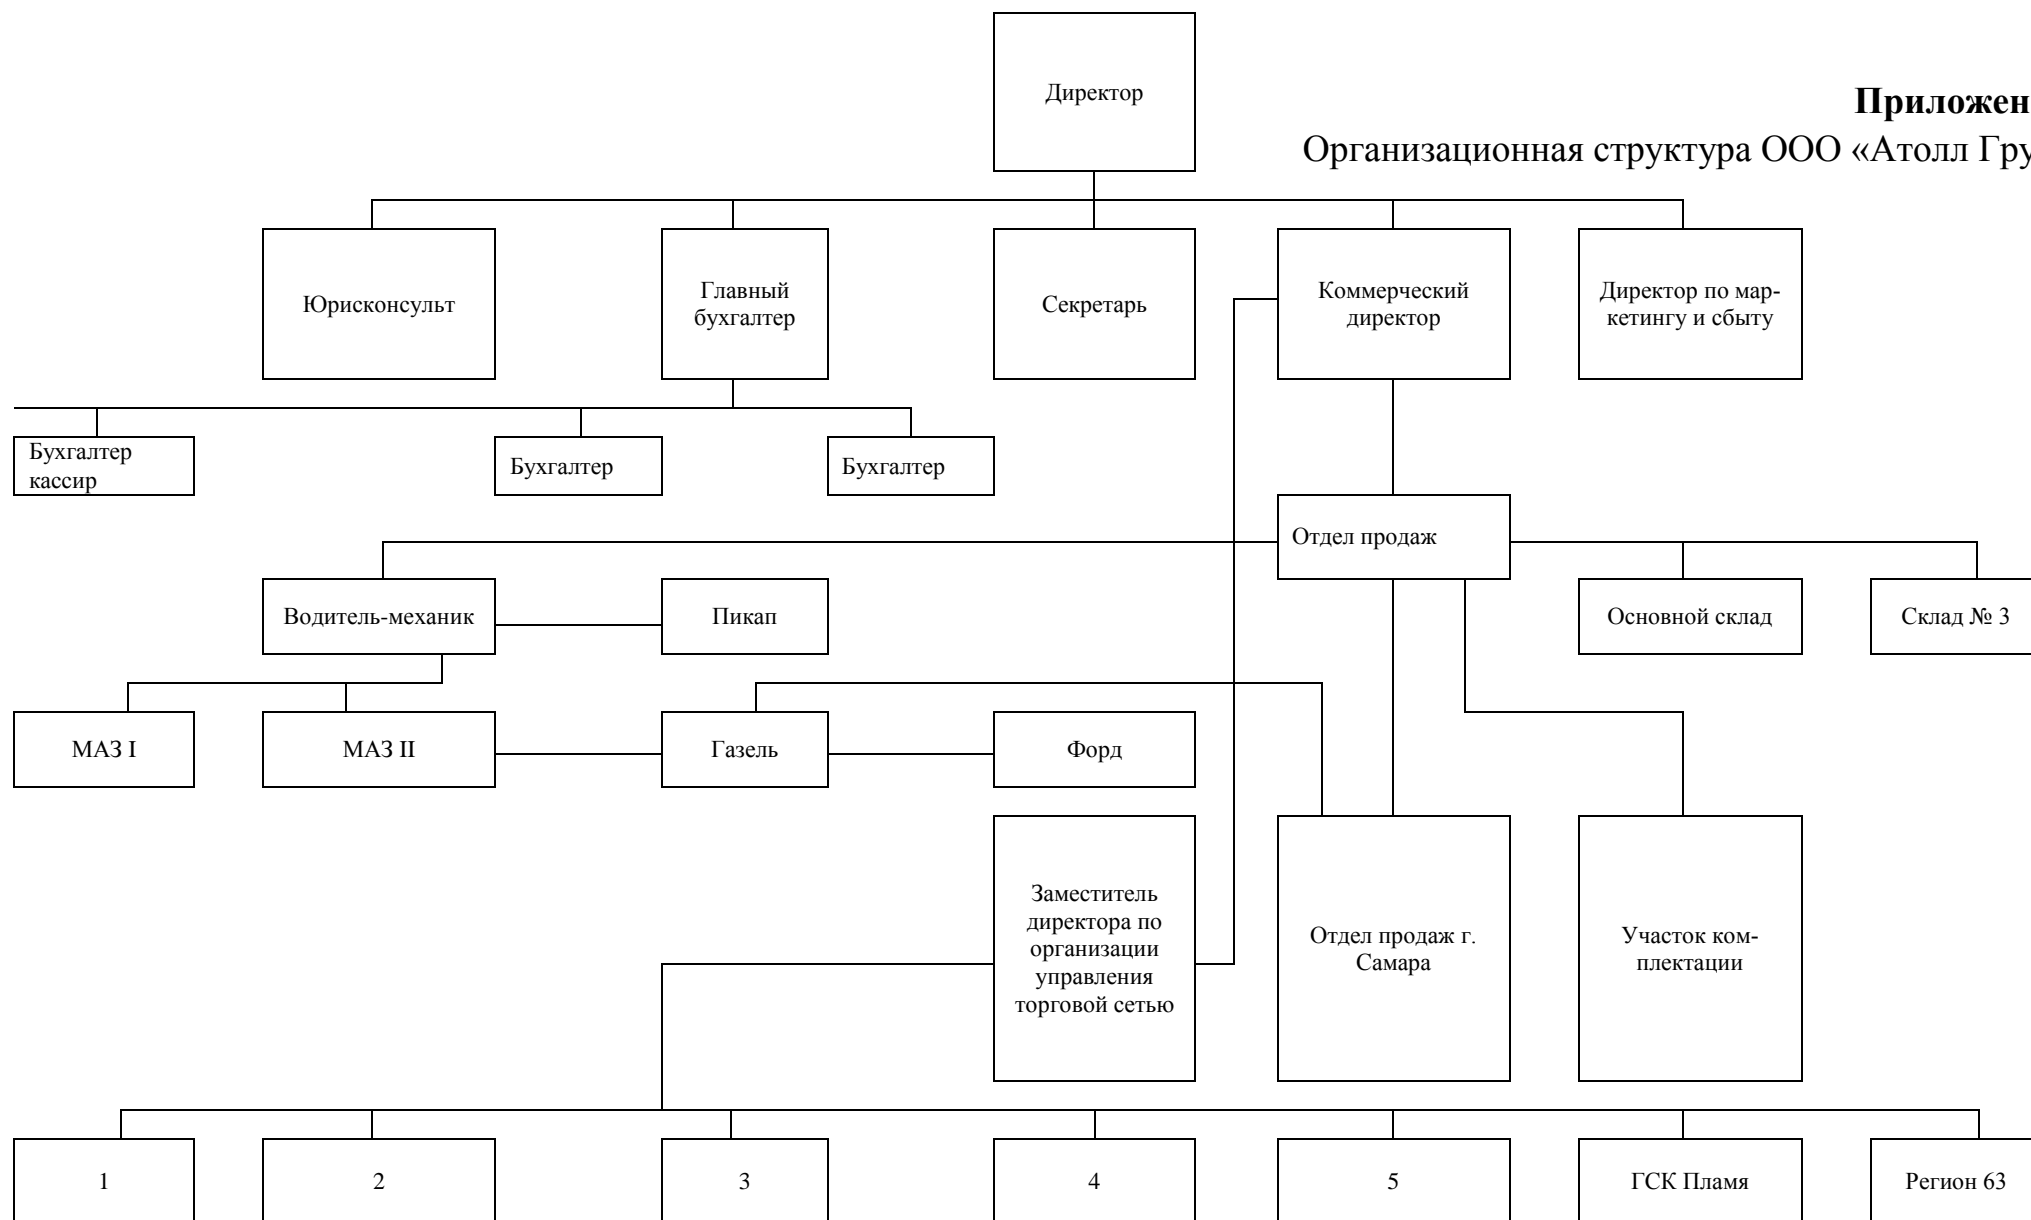 Директор
Приложен
Организационная структура ООО «Атолл Гру
Юрисконсульт
Главный
бухгалтер
Секретарь
Коммерческий
директор
Директор по мар-
кетингу и сбыту
Бухгалтер
кассир
Бухгалтер
Бухгалтер
Отдел продаж
Водитель-механик
Пикап
Основной склад
Склад № 3
МАЗ I
МАЗ II
Газель
Форд
Заместитель
директора по
организации
управления
торговой сетью
Отдел продаж г.
Самара
Участок ком-
плектации
1
2
3
4
5
ГСК Пламя
Регион 63